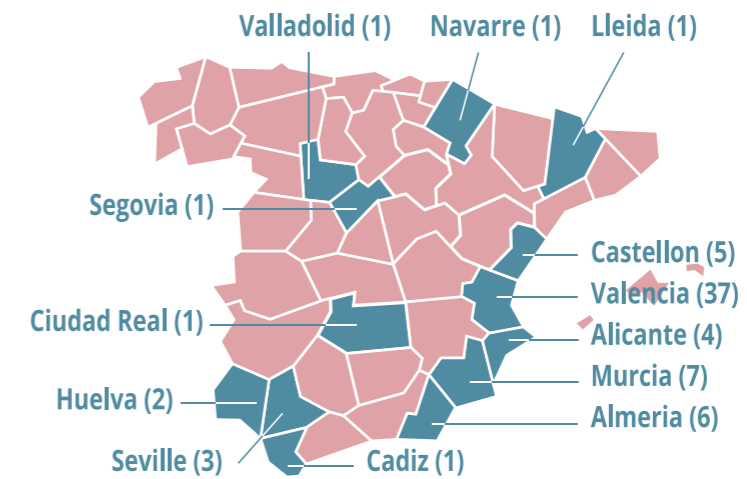 Valladolid (1)
Navarre (1)
Lleida (1)
Segovia (1)
Castellon (5)
Valencia (37)
Ciudad Real (1)
Alicante (4)
Murcia (7)
Huelva (2)
Almeria (6)
Seville (3)
Cadiz (1)